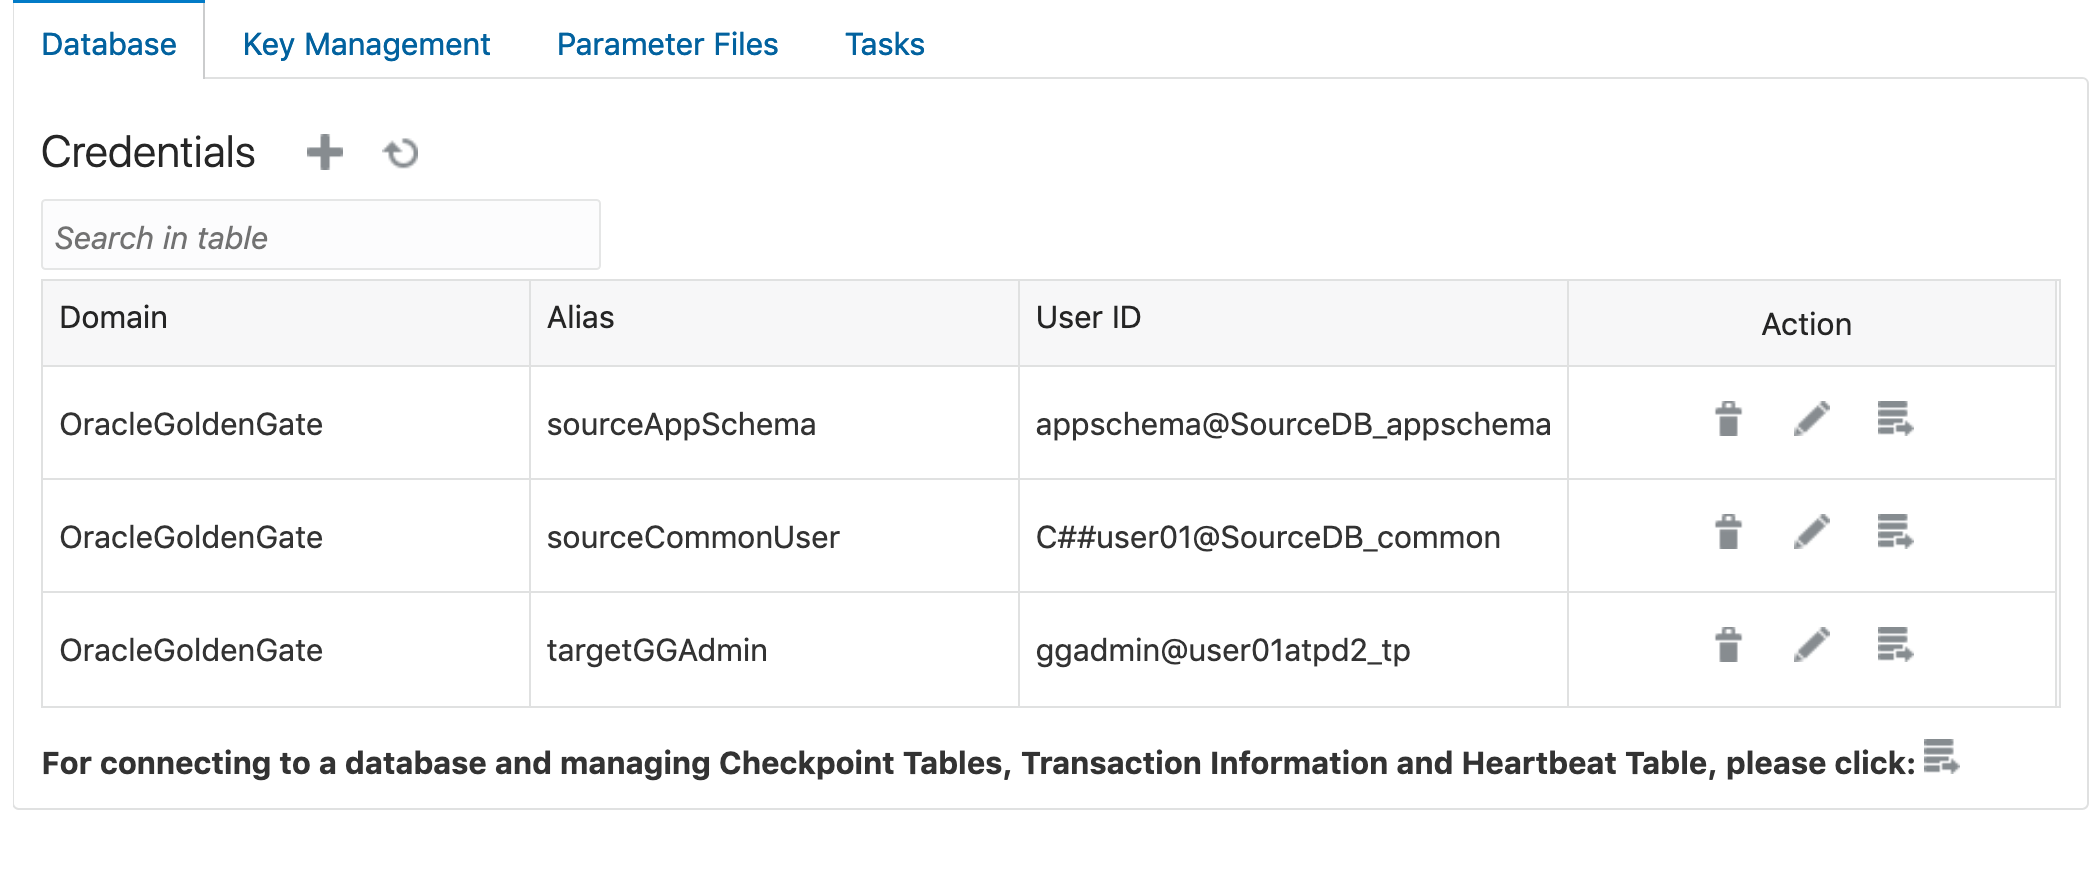 Database Key Management Parameter Files Tasks
Credentials
Search in table
Domain Alias User ID Action
OracleGoldenGate sourceAppSchema appschema@SourceDB_appschema
OracleGoldenGate sourceCommonUser C##user01@SourceDB_common
OracleGoldenGate targetGGAdmin ggadmin@user01atpd2_tp
For connecting to a database and managing Checkpoint Tables, Transaction Information and Heartbeat Table, please click: